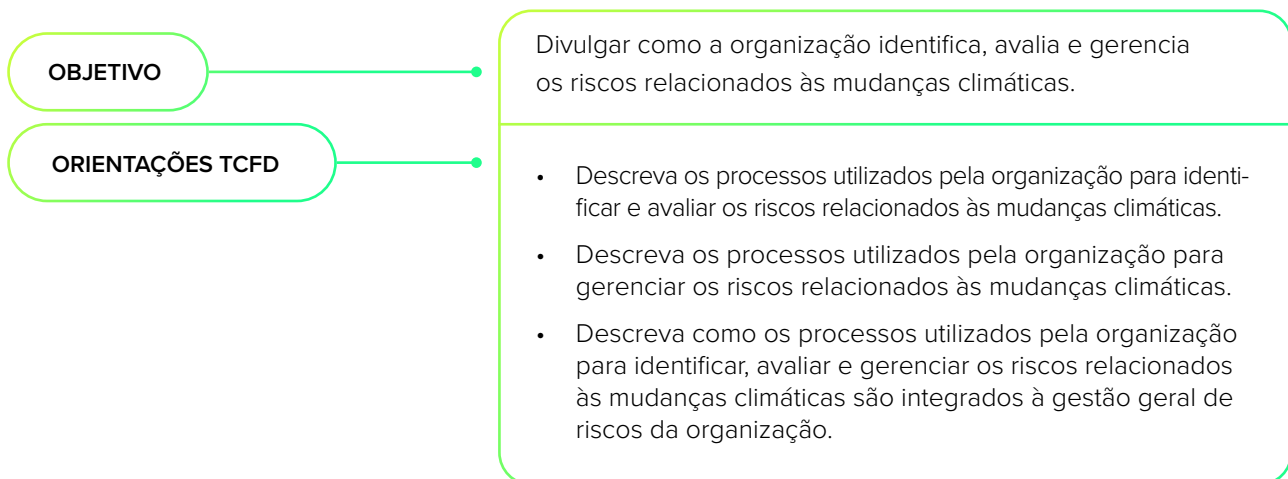 OBJETIVO
Divulgar como a organização identifica, avalia e gerencia
os riscos relacionados às mudanças climáticas.
ORIENTAÇÕES TCFD
• Descreva os processos utilizados pela organização para identi-
ficar e avaliar os riscos relacionados às mudanças climáticas.
• Descreva os processos utilizados pela organização para
gerenciar os riscos relacionados às mudanças climáticas.
• Descreva como os processos utilizados pela organização
para identificar, avaliar e gerenciar os riscos relacionados
às mudanças climáticas são integrados à gestão geral de
riscos da organização.